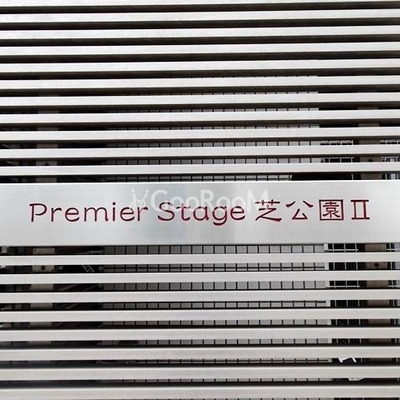 GooRooM
Premier Stage 芝公園Ⅱ